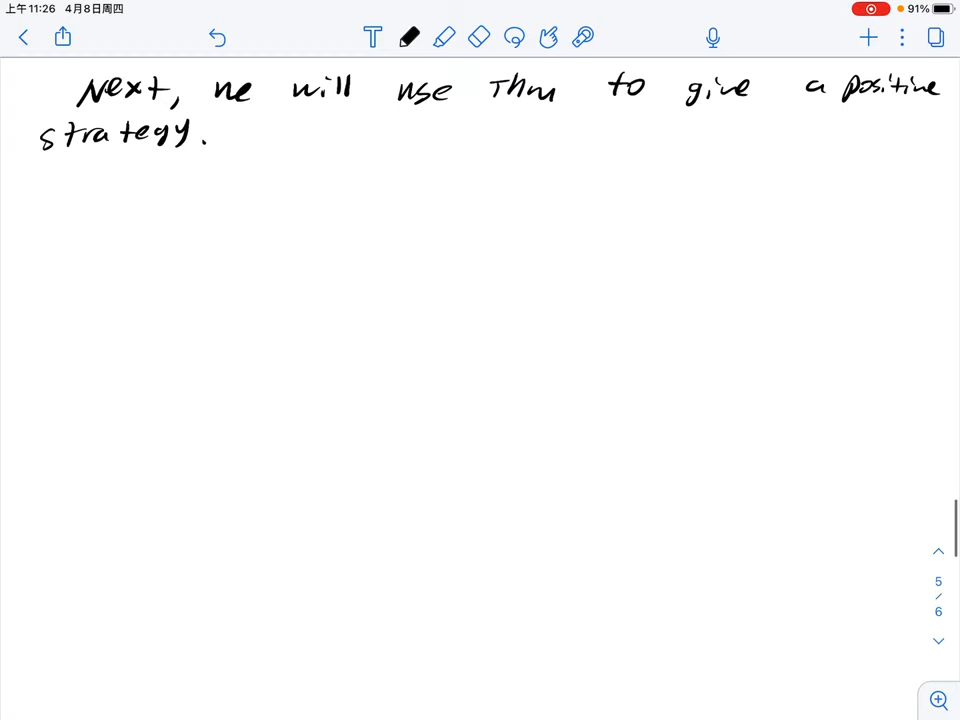 上午11:26 4月8日周四 91%
T
Next, we will use Thm to give a positive
strategy.
5
/
6